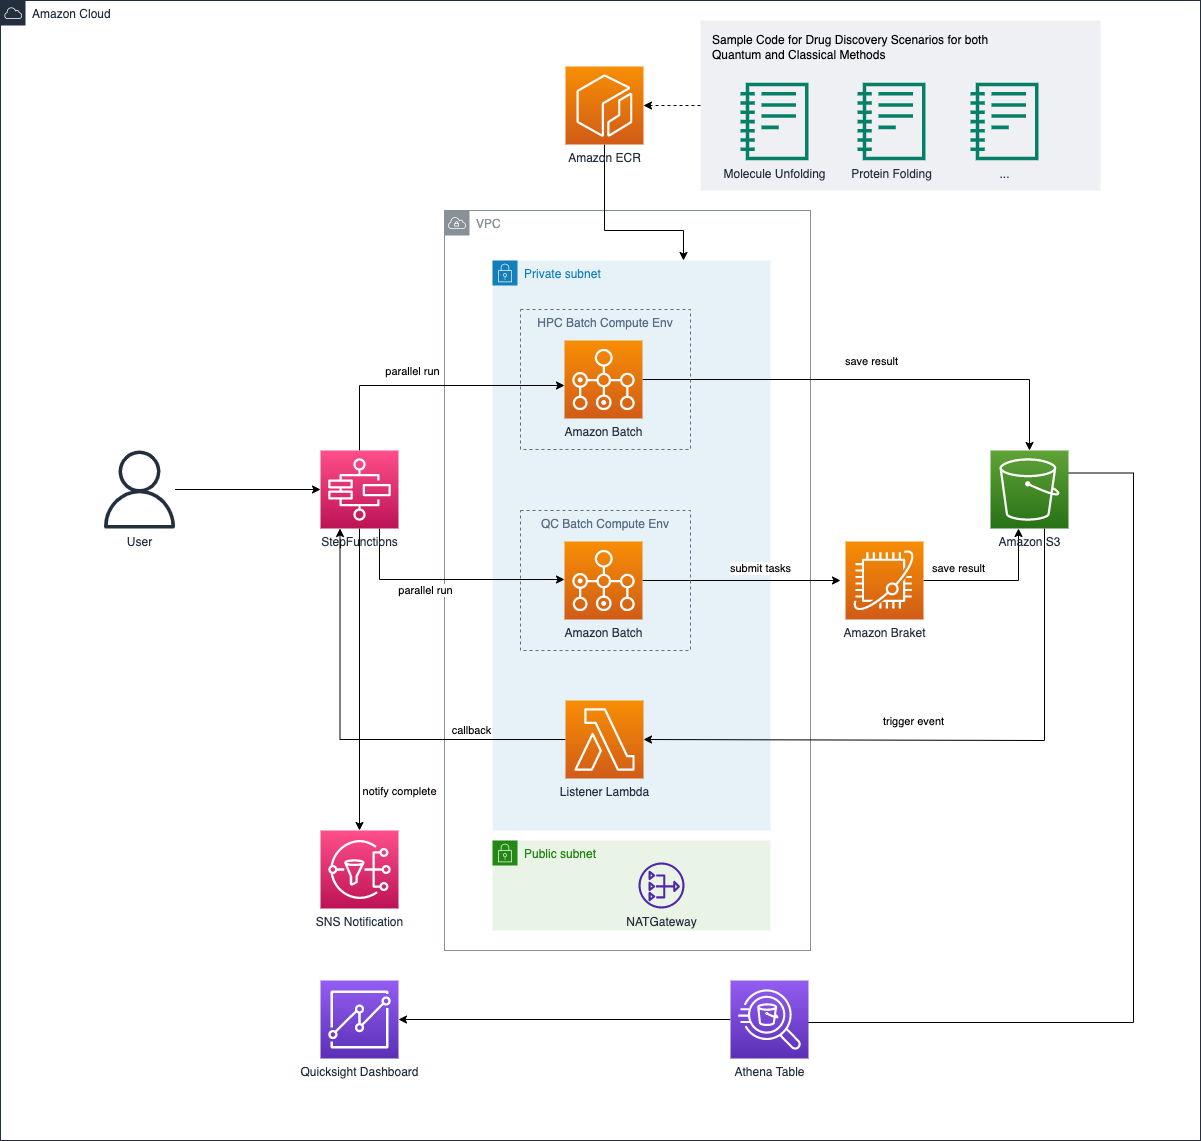 Amazon Cloud
Sample Code for Drug Discovery Scenarios for both
Quantum and Classical Methods
Molecule Unfolding
Protein Folding
...
Amazon ECR
VPC
Private subnet
HPC Batch Compute Env
parallel run
save result
Amazon Batch
QC Batch Compute Env
User
StepFunctions
Amazon S3
submit tasks
save result
parallel run
Amazon Batch
Amazon Braket
trigger event
callback
Listener Lambda
notify complete
Public subnet
SNS Notification
NATGateway
Quicksight Dashboard
Athena Table